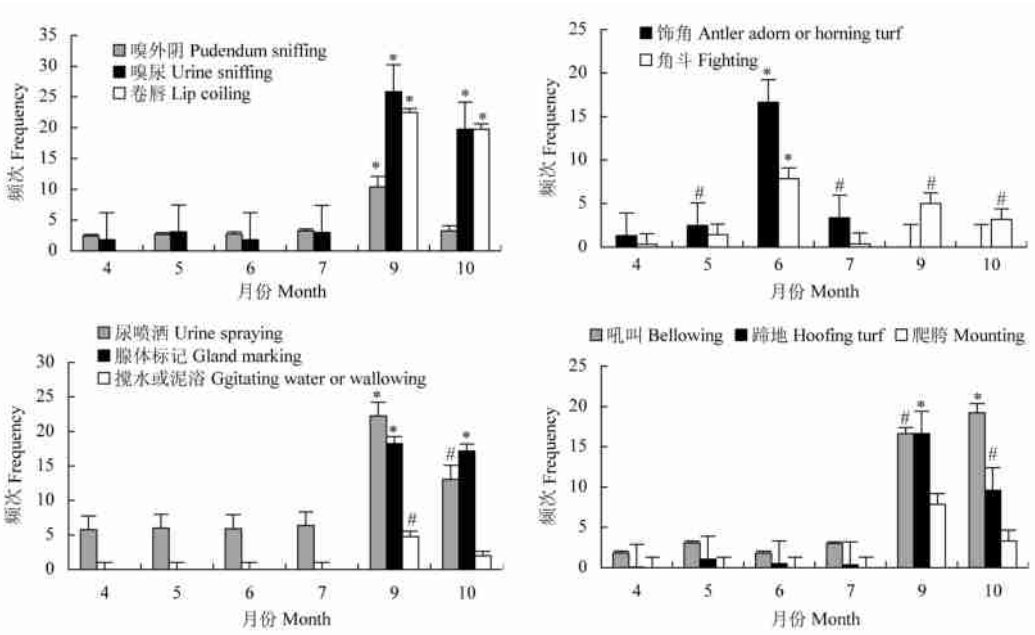 35
30
25
20
15
10
5
0
频次 Frequency
嗅外阴 Pudendum sniffing
嗅尿 Urine sniffing
卷唇 Lip coiling
* * * * *
4 5 6 7 9 10
月份 Month
25
20
15
10
5
0
频次 Frequency
饰角 Antler adorn or horning turf
角斗 Fighting
# * * # # #
4 5 6 7 9 10
月份 Month
尿喷洒 Urine spraying
腺体标记 Gland marking
搅水或泥浴 Ggitating water or wallowing
30
25
20
15
10
5
0
频次 Frequency
* * # # *
4 5 6 7 9 10
月份 Month
吼叫 Bellowing 蹄地 Hoofing turf 爬胯 Mounting
25
20
15
10
5
0
频次 Frequency
# * * #
4 5 6 7 9 10
月份 Month